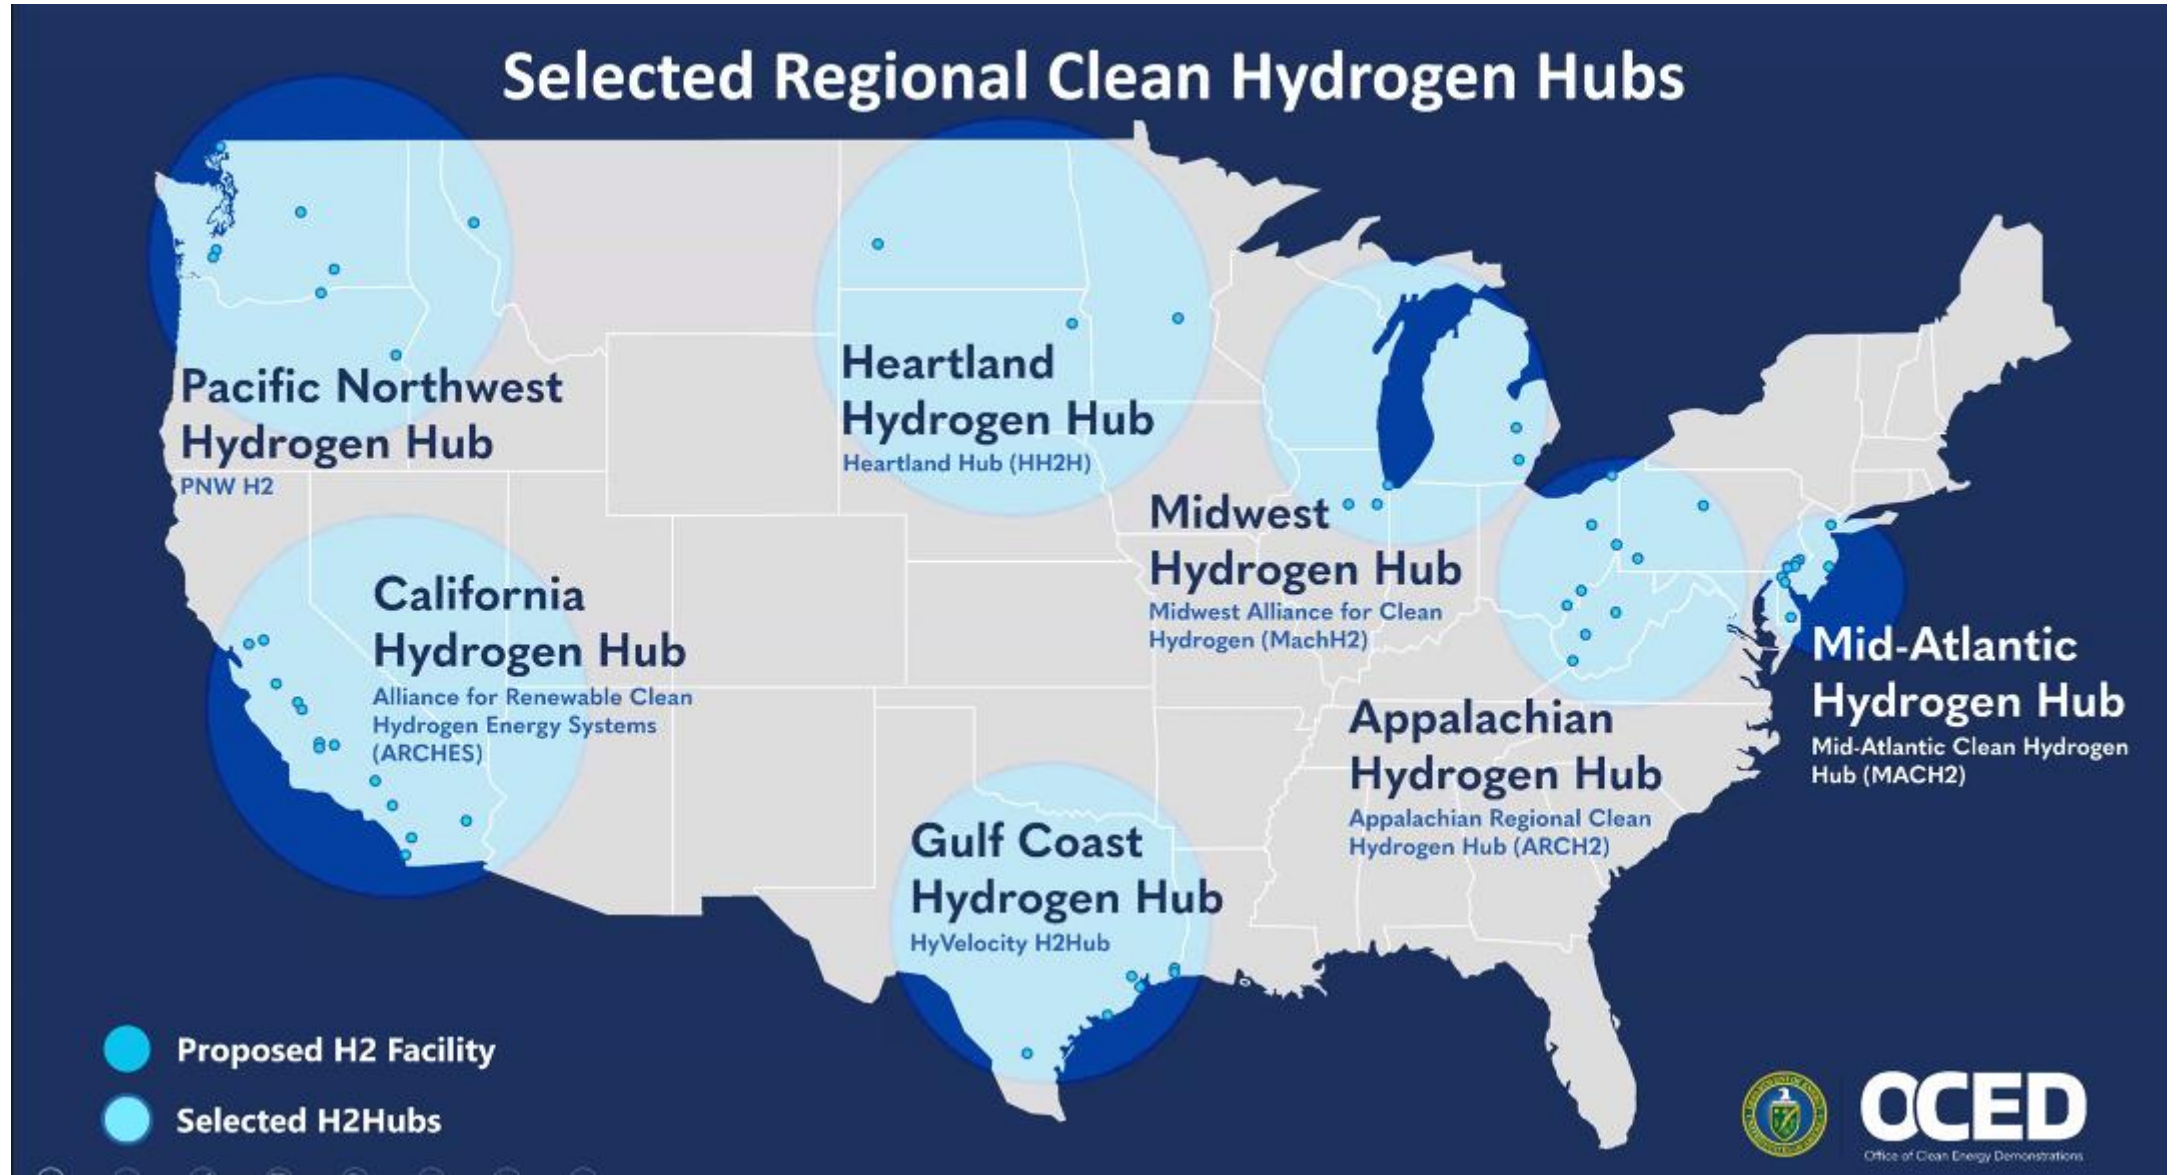 Selected Regional Clean Hydrogen Hubs
Pacific Northwest
Hydrogen Hub
PNW H2
Heartland
Hydrogen Hub
Heartland Hub (HH2H)
Midwest
Hydrogen Hub
Midwest Alliance for Clean
Hydrogen (MachH2)
California
Hydrogen Hub
Alliance for Renewable Clean
Hydrogen Energy Systems
(ARCHES)
Mid-Atlantic
Hydrogen Hub
Mid-Atlantic Clean Hydrogen
Hub (MACH2)
Appalachian
Hydrogen Hub
Appalachian Regional Clean
Hydrogen Hub (ARCH2)
Gulf Coast
Hydrogen Hub
HyVelocity H2Hub
Proposed H2 Facility
Selected H2Hubs
OCED
Office of Clean Energy Demonstrations